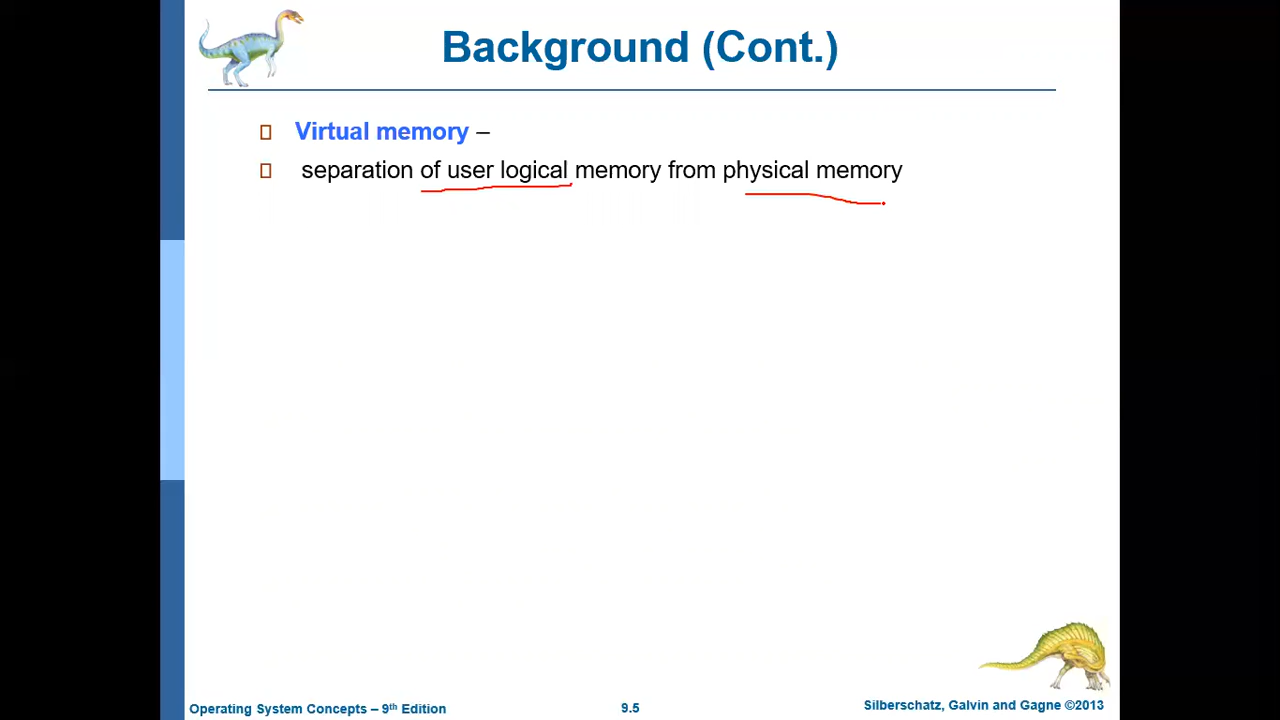 Background (Cont.)
Virtual memory –
separation of user logical memory from physical memory
Operating System Concepts – 9th Edition
9.5
Silberschatz, Galvin and Gagne ©2013